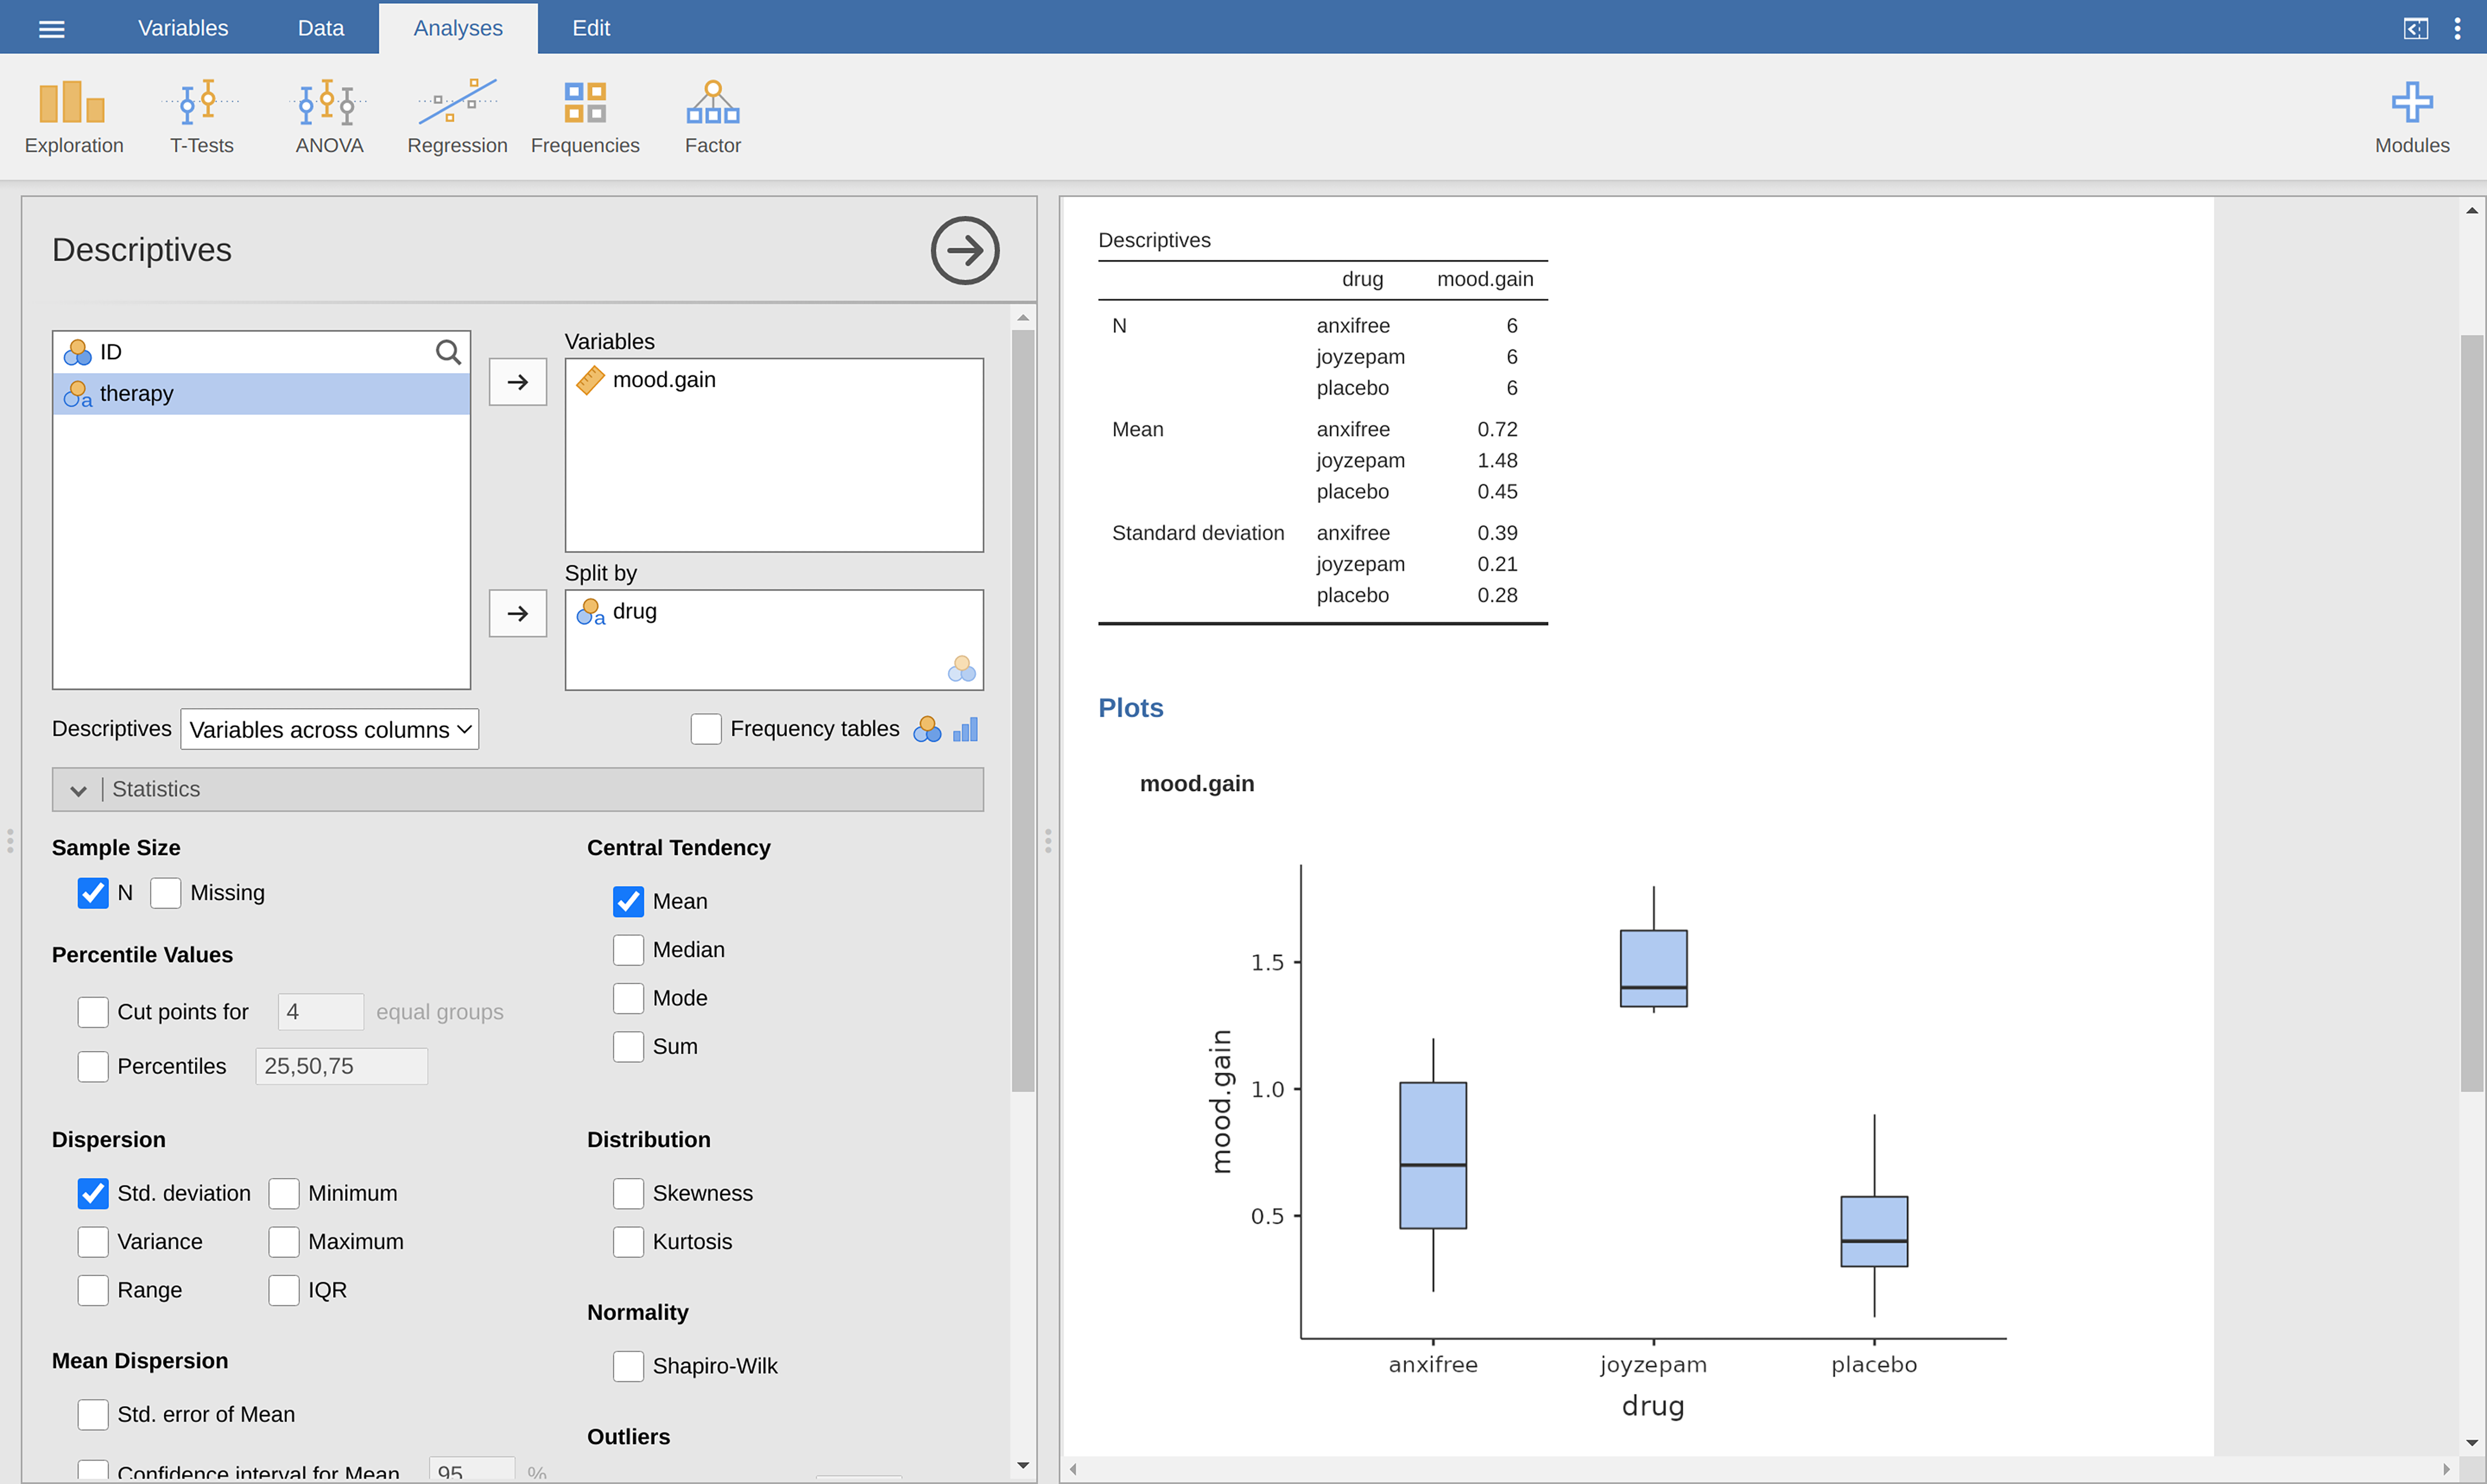 Variables Data Analyses Edit
Exploration T-Tests ANOVA Regression Frequencies Factor Modules
Descriptives
ID
a therapy
Variables
mood.gain
Split by
a drug
Descriptives Variables across columns Frequency tables
Statistics
Sample Size
N Missing
Percentile Values
Cut points for 4 equal groups
Percentiles 25,50,75
Dispersion
Std. deviation Minimum
Variance Maximum
Range IQR
Mean Dispersion
Std. error of Mean
Confidence interval for Mean 95 %
Central Tendency
Mean
Median
Mode
Sum
Distribution
Skewness
Kurtosis
Normality
Shapiro-Wilk
Outliers
Descriptives
drug mood.gain
N anxifree 6
joyzepam 6
placebo 6
Mean anxifree 0.72
joyzepam 1.48
placebo 0.45
Standard deviation anxifree 0.39
joyzepam 0.21
placebo 0.28
Plots
mood.gain
mood.gain
1.5
1.0
0.5
anxifree joyzepam placebo
drug